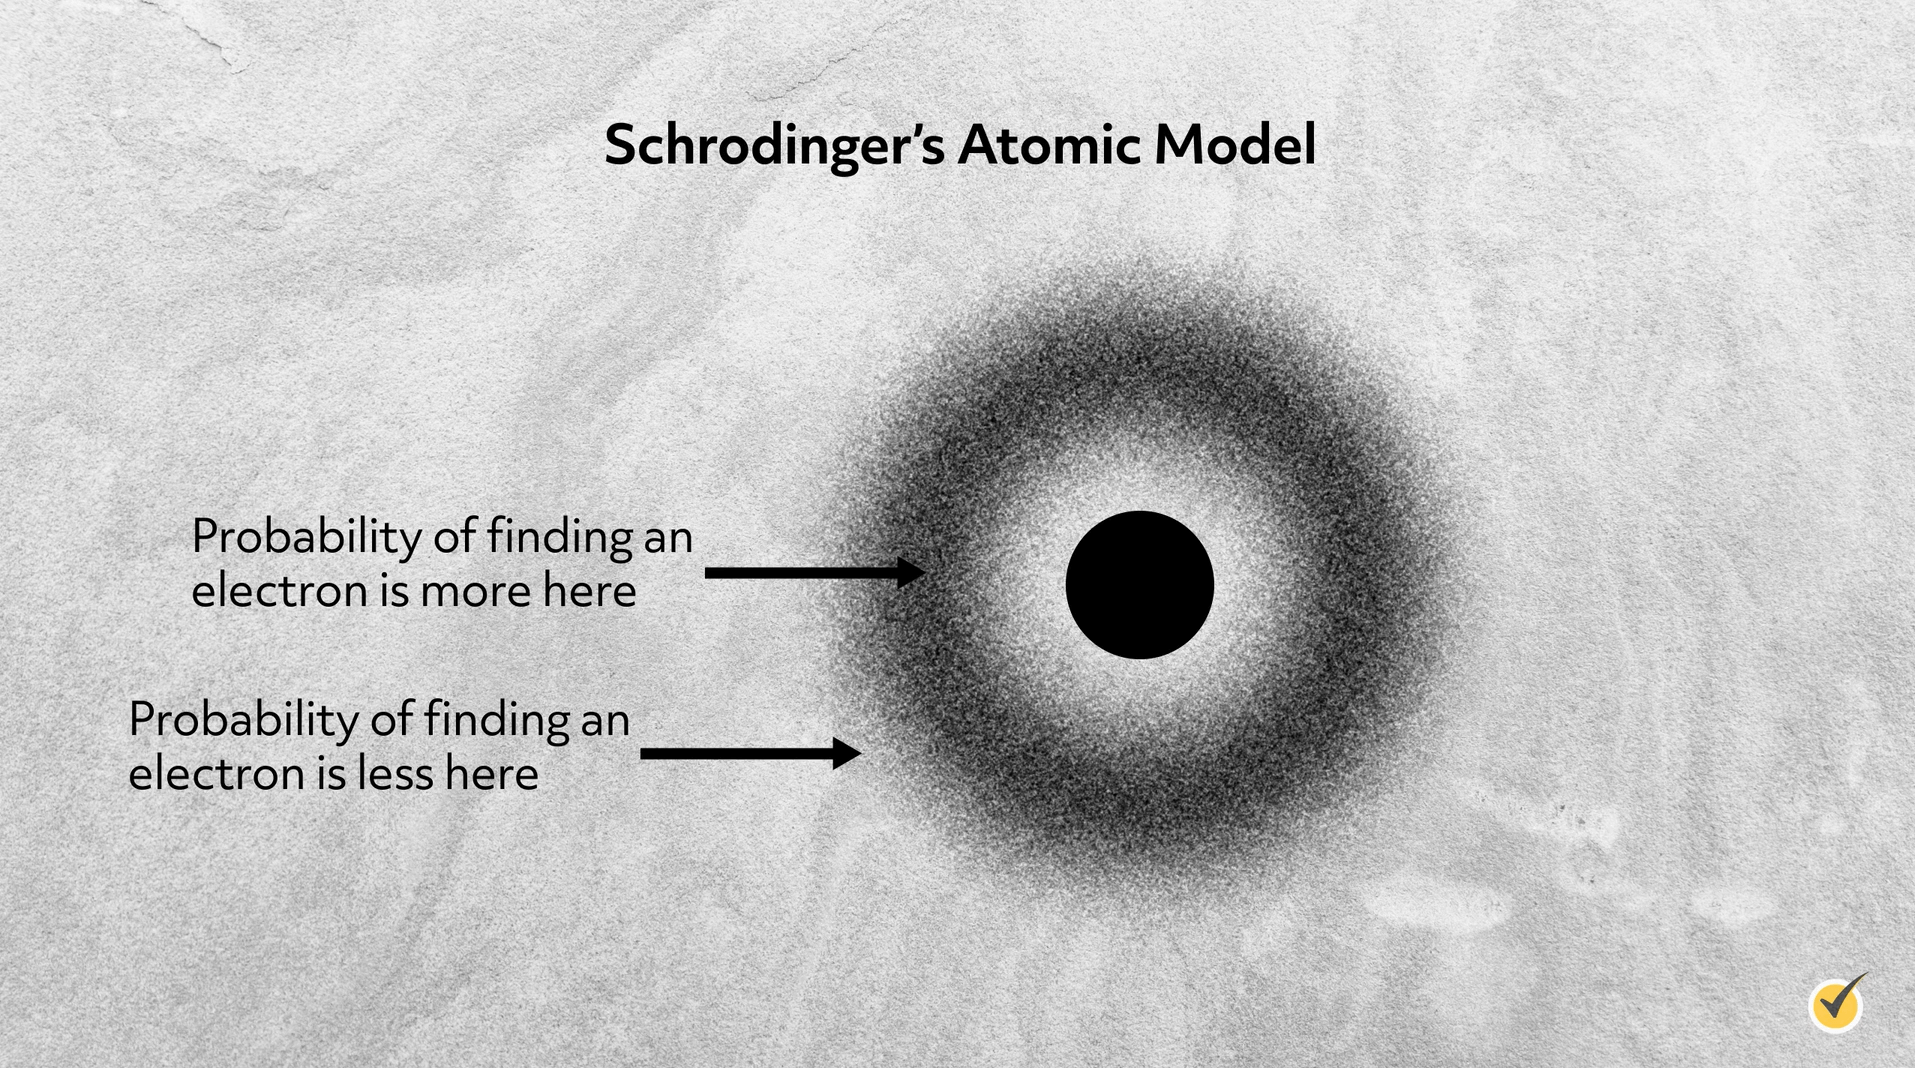 Schrodinger’s Atomic Model
Probability of finding an
electron is more here
Probability of finding an
electron is less here